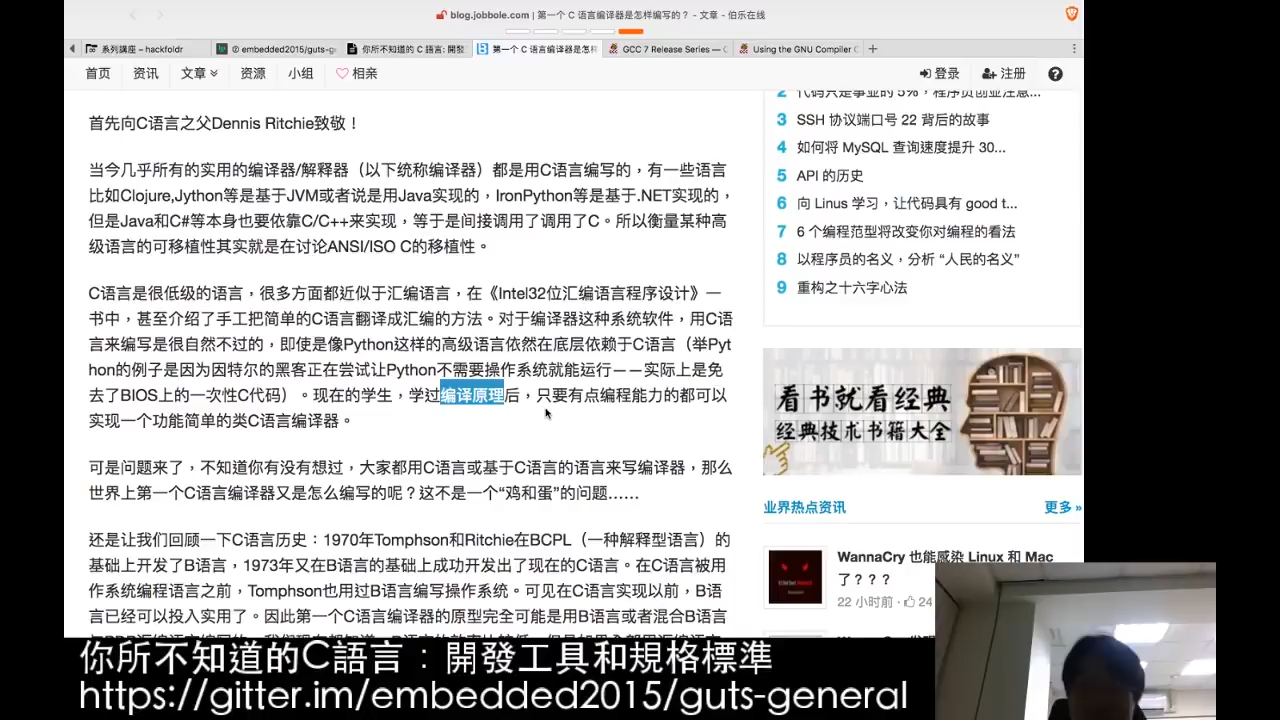 blog.jobbole.com | 第一个 C 语言编译器是怎样编写的？ - 文章 - 伯乐在线
系列講座 – hackfoldr
embedded2015/guts-g
你所不知道的 C 語言: 開發
第一个 C 语言编译器是怎样
GCC 7 Release Series — 
Using the GNU Compiler C
首页 资讯 文章 资源 小组 相亲 登录 注册
首先向C语言之父Dennis Ritchie致敬！
当今几乎所有的实用的编译器/解释器（以下统称编译器）都是用C语言编写的，有一些语言
比如Clojure,Jython等是基于JVM或者说是用Java实现的，IronPython等是基于.NET实现的，
但是Java和C#等本身也要依靠C/C++来实现，等于是间接调用了调用了C。所以衡量某种高
级语言的可移植性其实就是在讨论ANSI/ISO C的移植性。
C语言是很低级的语言，很多方面都近似于汇编语言，在《Intel32位汇编语言程序设计》一
书中，甚至介绍了手工把简单的C语言翻译成汇编的方法。对于编译器这种系统软件，用C语
言来编写是很自然不过的，即使是像Python这样的高级语言依然在底层依赖于C语言（举Pyt
hon的例子是因为因特尔的黑客正在尝试让Python不需要操作系统就能运行——实际上是免
去了BIOS上的一次性C代码）。现在的学生，学过编译原理后，只要有点编程能力的都可以
实现一个功能简单的类C语言编译器。
可是问题来了，不知道你有没有想过，大家都用C语言或基于C语言的语言来写编译器，那么
世界上第一个C语言编译器又是怎么编写的呢？这不是一个“鸡和蛋”的问题……
还是让我们回顾一下C语言历史：1970年Tomphson和Ritchie在BCPL（一种解释型语言）的
基础上开发了B语言，1973年又在B语言的基础上成功开发出了现在的C语言。在C语言被用
作系统编程语言之前，Tomphson也用过B语言编写操作系统。可见在C语言实现以前，B语
言已经可以投入实用了。因此第一个C语言编译器的原型完全可能是用B语言或者混合B语言
2 代码只是事业的 5%，程序员创业注意...
3 SSH 协议端口号 22 背后的故事
4 如何将 MySQL 查询速度提升 30...
5 API 的历史
6 向 Linus 学习，让代码具有 good t...
7 6 个编程范型将改变你对编程的看法
8 以程序员的名义，分析 “人民的名义”
9 重构之十六字心法
看书就看经典
经典技术书籍大全
业界热点资讯 更多 »
WannaCry 也能感染 Linux 和 Mac
了？？？
22 小时前 · 24
你所不知道的C語言：開發工具和規格標準
https://gitter.im/embedded2015/guts-general